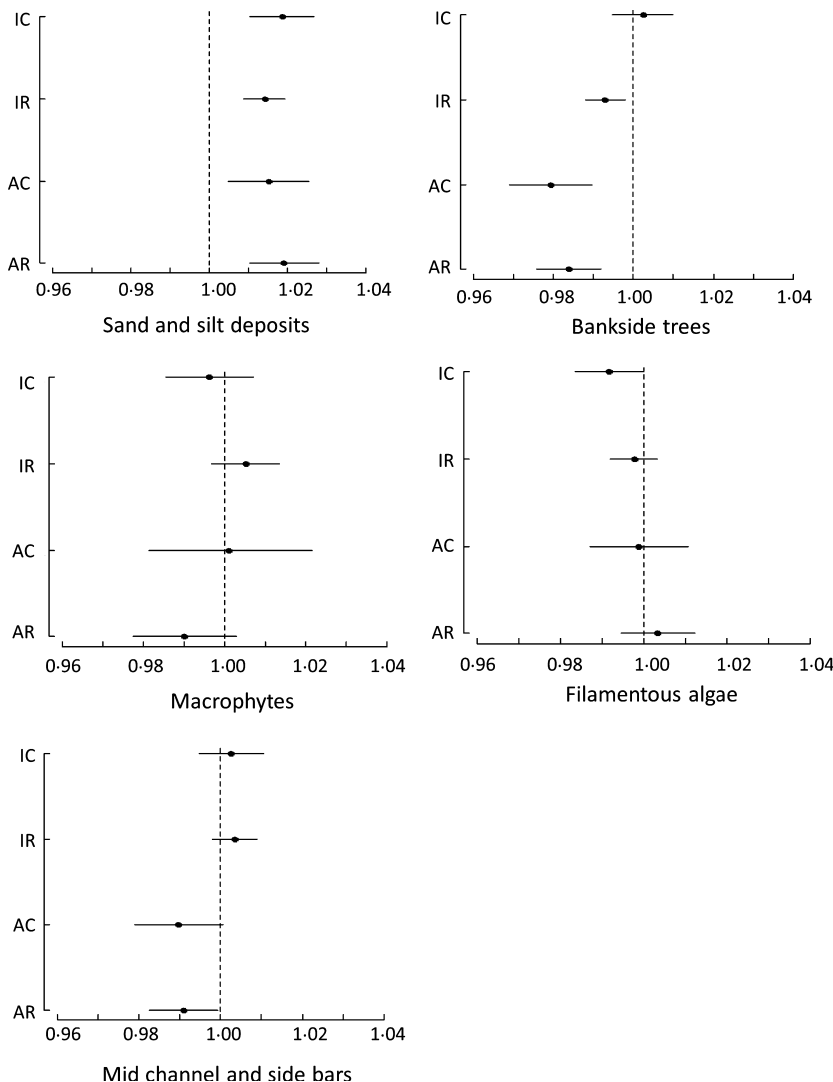 IC
IR
AC
AR
0·96 0·98 1·00 1·02 1·04
Sand and silt deposits
IC
IR
AC
AR
0·96 0·98 1·00 1·02 1·04
Bankside trees
IC
IR
AC
AR
0·96 0·98 1·00 1·02 1·04
Macrophytes
IC
IR
AC
AR
0·96 0·98 1·00 1·02 1·04
Filamentous algae
IC
IR
AC
AR
0·96 0·98 1·00 1·02 1·04
Mid channel and side bars